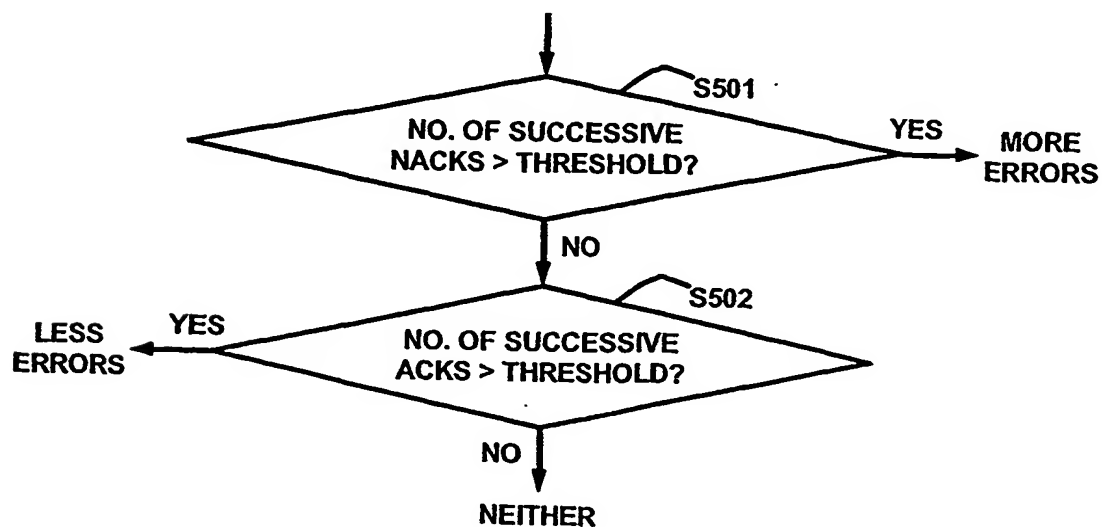 S501
NO. OF SUCCESSIVE
NACKS > THRESHOLD?
YES
MORE
ERRORS
NO
S502
LESS
ERRORS
YES
NO. OF SUCCESSIVE
ACKS > THRESHOLD?
NO
NEITHER